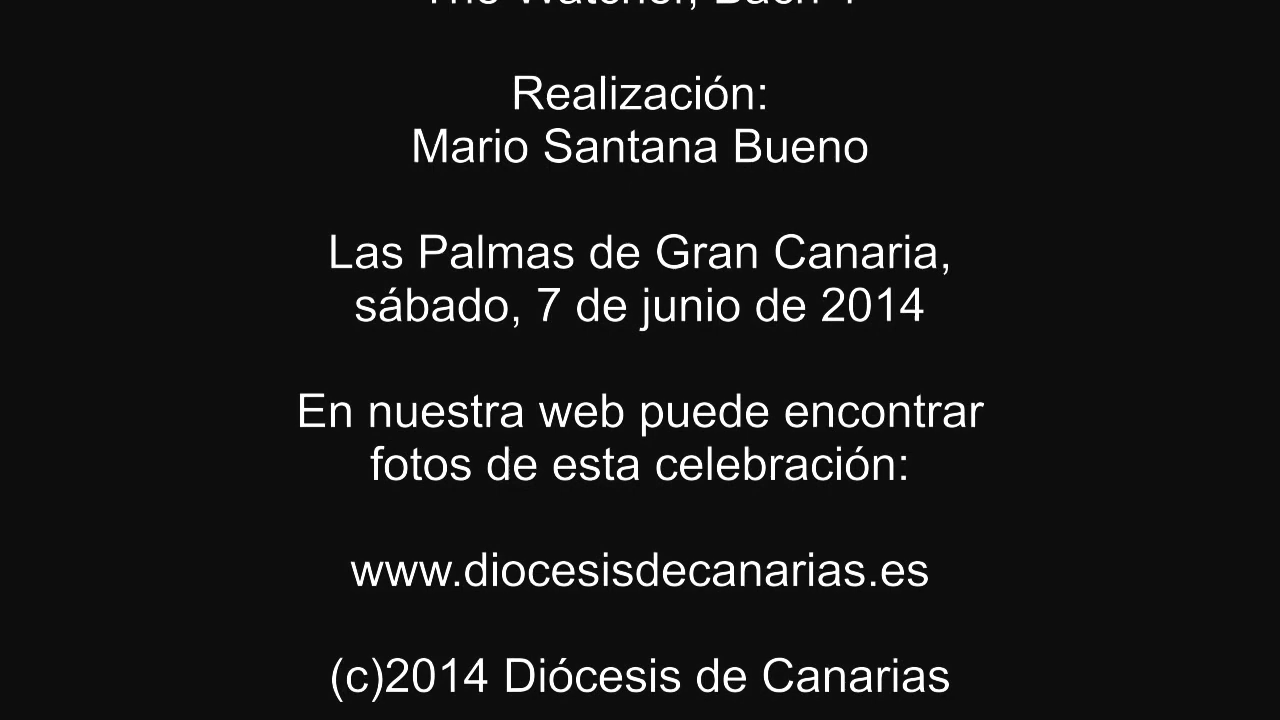 Realización:
Mario Santana Bueno
Las Palmas de Gran Canaria,
sábado, 7 de junio de 2014
En nuestra web puede encontrar
fotos de esta celebración:
www.diocesisdecanarias.es
(c)2014 Diócesis de Canarias